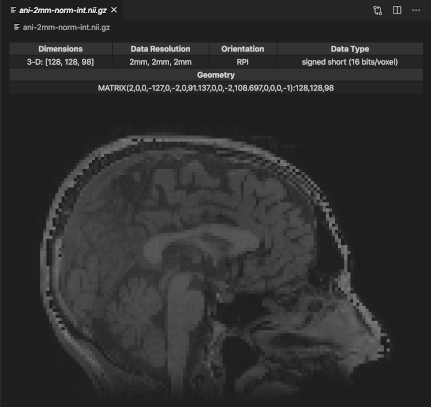 ani-2mm-norm-int.nii.gz
ani-2mm-norm-int.nii.gz
Dimensions Data Resolution Orientation Data Type
3-D: [128, 128, 98] 2mm, 2mm, 2mm RPI signed short (16 bits/voxel)
Geometry
MATRIX(2,0,0,-127,0,-2,0,91.137,0,0,-2,108.697,0,0,0,-1):128,128,98